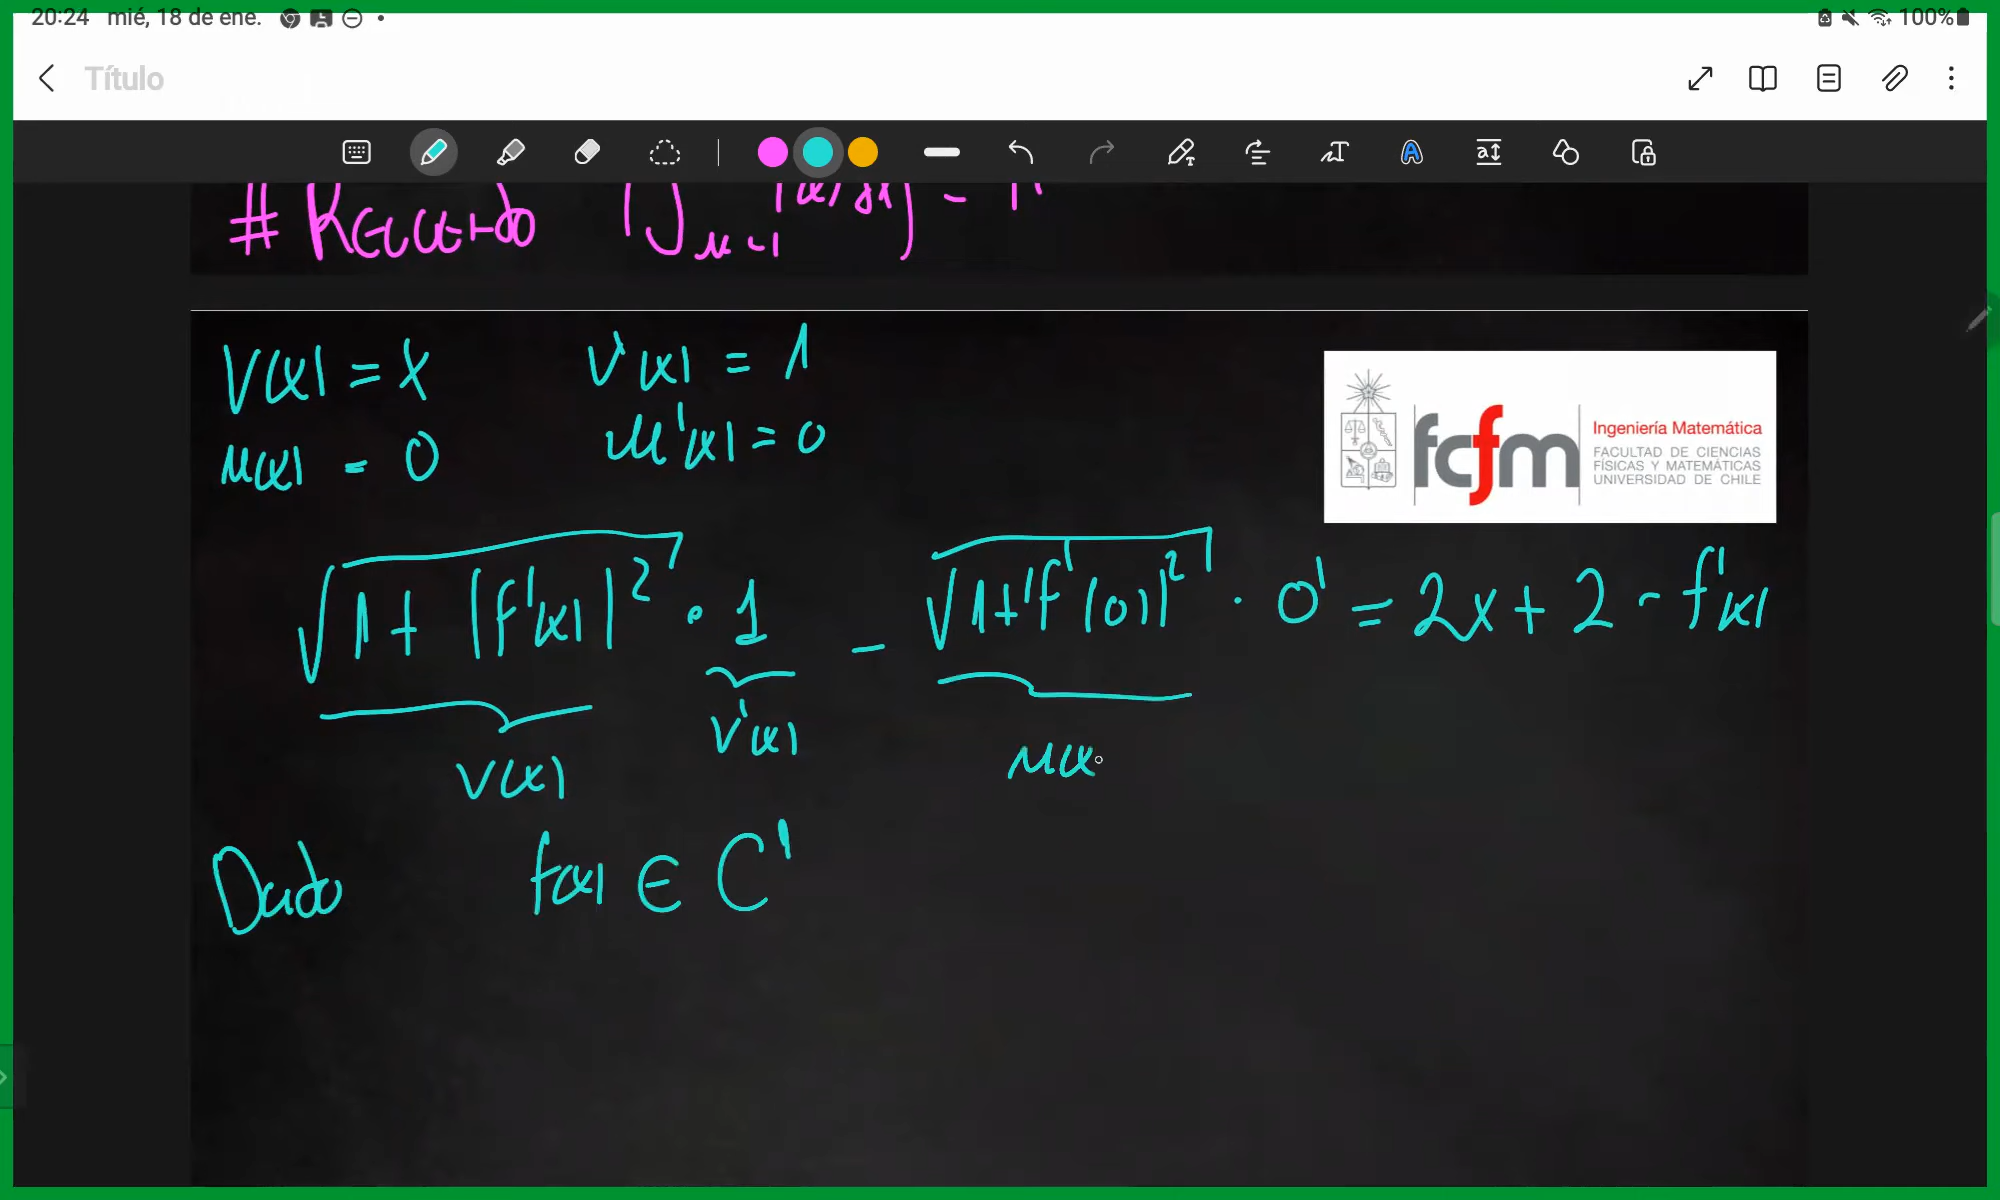 20:24 mié, 18 de ene. 100%
Título
# Recuerdo
V(x) = x V'(x) = 1
μ(x) = 0 μ'(x) = 0
fcfm Ingeniería Matemática
FACULTAD DE CIENCIAS
FÍSICAS Y MATEMÁTICAS
UNIVERSIDAD DE CHILE
√(1 + (f'(x))²) · 1 - √(1 + (f'(0))²) · 0' = 2x + 2 - f'(x)
V(x) V'(x) μ(x
Dado f(x) ∈ C'